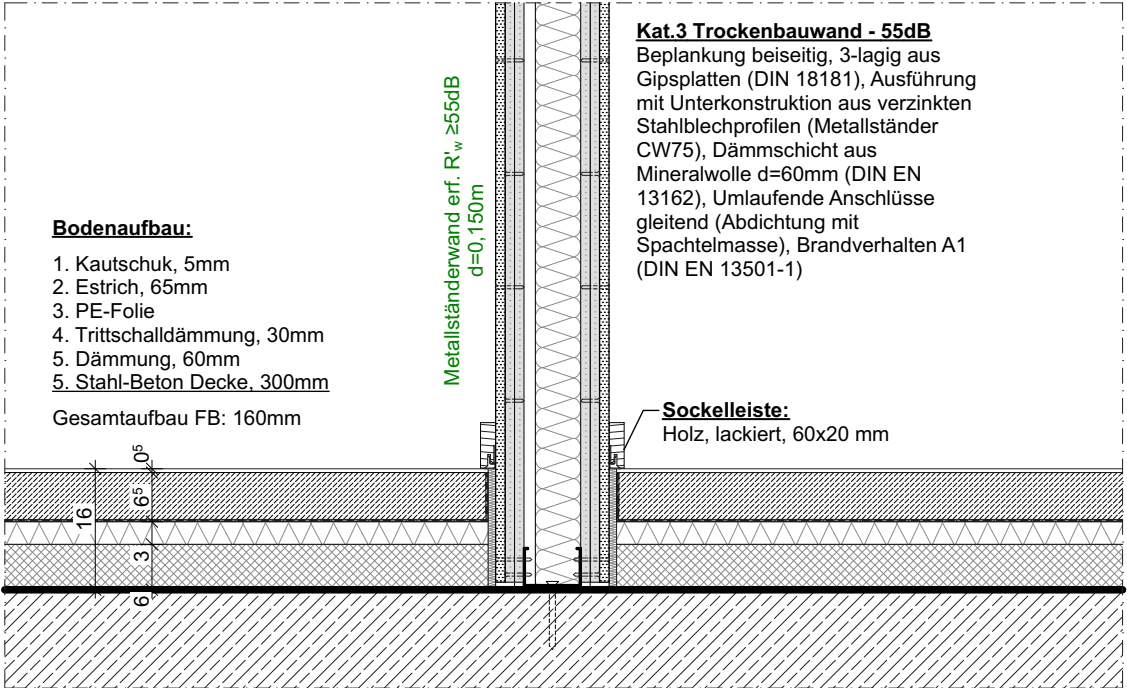 Kat.3 Trockenbauwand - 55dB
Beplankung beiseitig, 3-lagig aus
Gipsplatten (DIN 18181), Ausführung
mit Unterkonstruktion aus verzinkten
Stahlblechprofilen (Metallständer
CW75), Dämmschicht aus
Mineralwolle d=60mm (DIN EN
13162), Umlaufende Anschlüsse
gleitend (Abdichtung mit
Spachtelmasse), Brandverhalten A1
(DIN EN 13501-1)
Metallständerwand erf. R'w ≥55dB
d=0,150m
Bodenaufbau:
1. Kautschuk, 5mm
2. Estrich, 65mm
3. PE-Folie
4. Trittschalldämmung, 30mm
5. Dämmung, 60mm
5. Stahl-Beton Decke, 300mm
Gesamtaufbau FB: 160mm
Sockelleiste:
Holz, lackiert, 60x20 mm
0⁵
6⁵
16
3
6